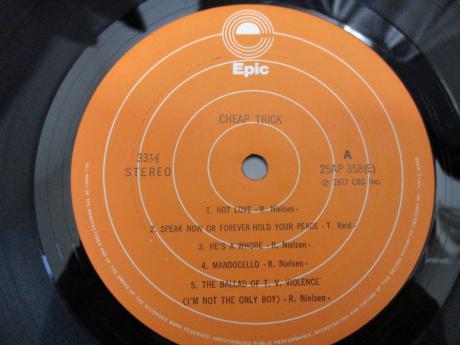 Epic
CHEAP TRICK
33⅓
STEREO
A
25AP 358(E)
Ⓟ 1977 CBS Inc.
1. HOT LOVE - R. Nielsen -
2. SPEAK NOW OR FOREVER HOLD YOUR PEACE - T. Reid -
3. HE'S A WHORE - R. Nielsen -
4. MANDOCELLO - R. Nielsen -
5. THE BALLAD OF T. V. VIOLENCE
(I'M NOT THE ONLY BOY) - R. Nielsen -